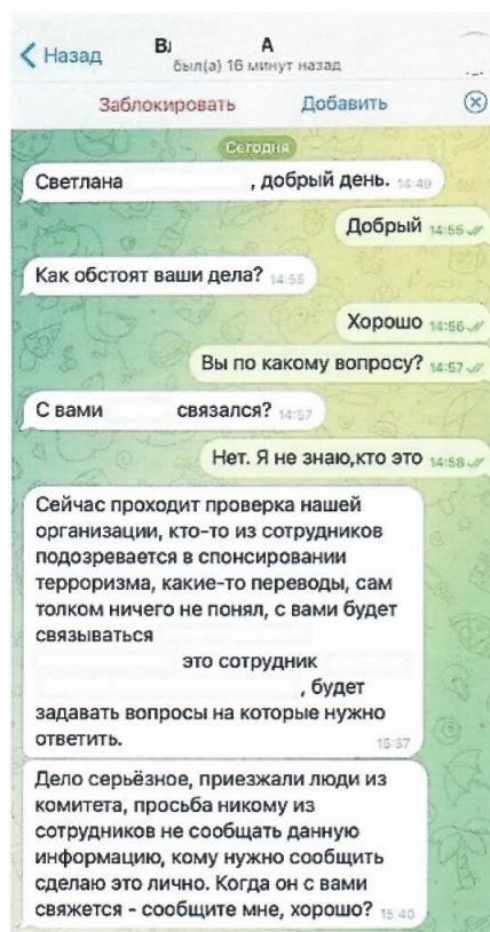 Назад
В А
был(а) 16 минут назад
Заблокировать Добавить
Сегодня
Светлана , добрый день. 14:49
Добрый 14:55
Как обстоят ваши дела? 14:55
Хорошо 14:56
Вы по какому вопросу? 14:57
С вами связался? 14:57
Нет. Я не знаю,кто это 14:58
Сейчас проходит проверка нашей
организации, кто-то из сотрудников
подозревается в спонсировании
терроризма, какие-то переводы, сам
толком ничего не понял, с вами будет
связываться
это сотрудник
, будет
задавать вопросы на которые нужно
ответить. 15:37
Дело серьёзное, приезжали люди из
комитета, просьба никому из
сотрудников не сообщать данную
информацию, кому нужно сообщить
сделаю это лично. Когда он с вами
свяжется - сообщите мне, хорошо? 15:40